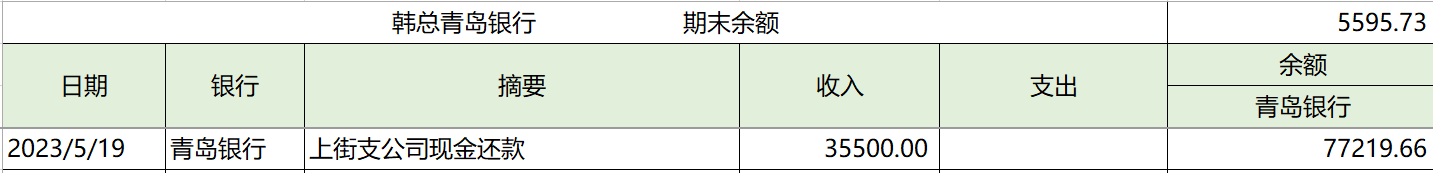 韩总青岛银行 期末余额 5595.73
日期 银行 摘要 收入 支出 余额
青岛银行
2023/5/19 青岛银行 上街支公司现金还款 35500.00 77219.66